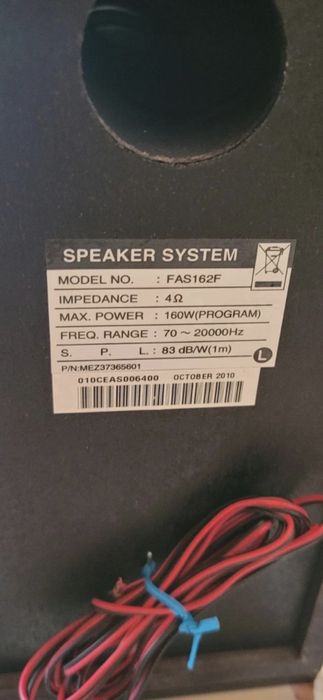 SPEAKER SYSTEM
MODEL NO. : FAS162F
IMPEDANCE : 4Ω
MAX. POWER : 160W(PROGRAM)
FREQ. RANGE : 70 ~ 20000Hz
S. P. L. : 83 dB/W(1m)
L
P/N:MEZ37365601
010CEAS006400 OCTOBER 2010